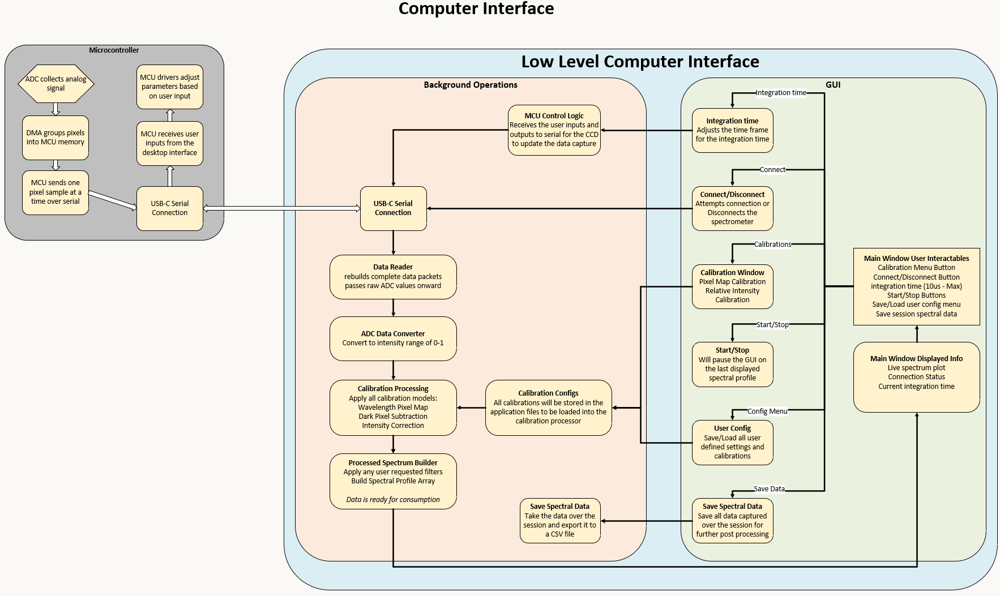 Computer Interface
Microcontroller
ADC collects analog
signal
DMA groups pixels
into MCU memory
MCU sends one
pixel sample at a
time over serial
MCU drivers adjust
parameters based
on user input
MCU receives user
inputs from the
desktop interface
USB-C Serial
Connection
Low Level Computer Interface
Background Operations
MCU Control Logic
Receives the user inputs and
outputs to serial for the CCD
to update the data capture
USB-C Serial
Connection
Data Reader
rebuilds complete data packets
passes raw ADC values onward
ADC Data Converter
Convert to intensity range of 0-1
Calibration Processing
Apply all calibration models:
Wavelength Pixel Map
Dark Pixel Subtraction
Intensity Correction
Calibration Configs
All calibrations will be stored in the
application files to be loaded into the
calibration processor
Processed Spectrum Builder
Apply any user requested filters
Build Spectral Profile Array
Data is ready for consumption
Save Spectral Data
Take the data over the
session and export it to
a CSV file
GUI
Integration time
Integration time
Adjusts the time frame
for the integration time
Connect
Connect/Disconnect
Attempts connection or
Disconnects the
spectrometer
Calibrations
Calibration Window
Pixel Map Calibration
Relative Intensity
Calibration
Start/Stop
Start/Stop
Will pause the GUI on
the last displayed
spectral profile
Config Menu
User Config
Save/Load all user
defined settings and
calibrations
Save Data
Save Spectral Data
Save all data captured
over the session for
further post processing
Main Window User Interactables
Calibration Menu Button
Connect/Disconnect Button
integration time (10us - Max)
Start/Stop Buttons
Save/Load user config menu
Save session spectral data
Main Window Displayed Info
Live spectrum plot
Connection Status
Current integration time